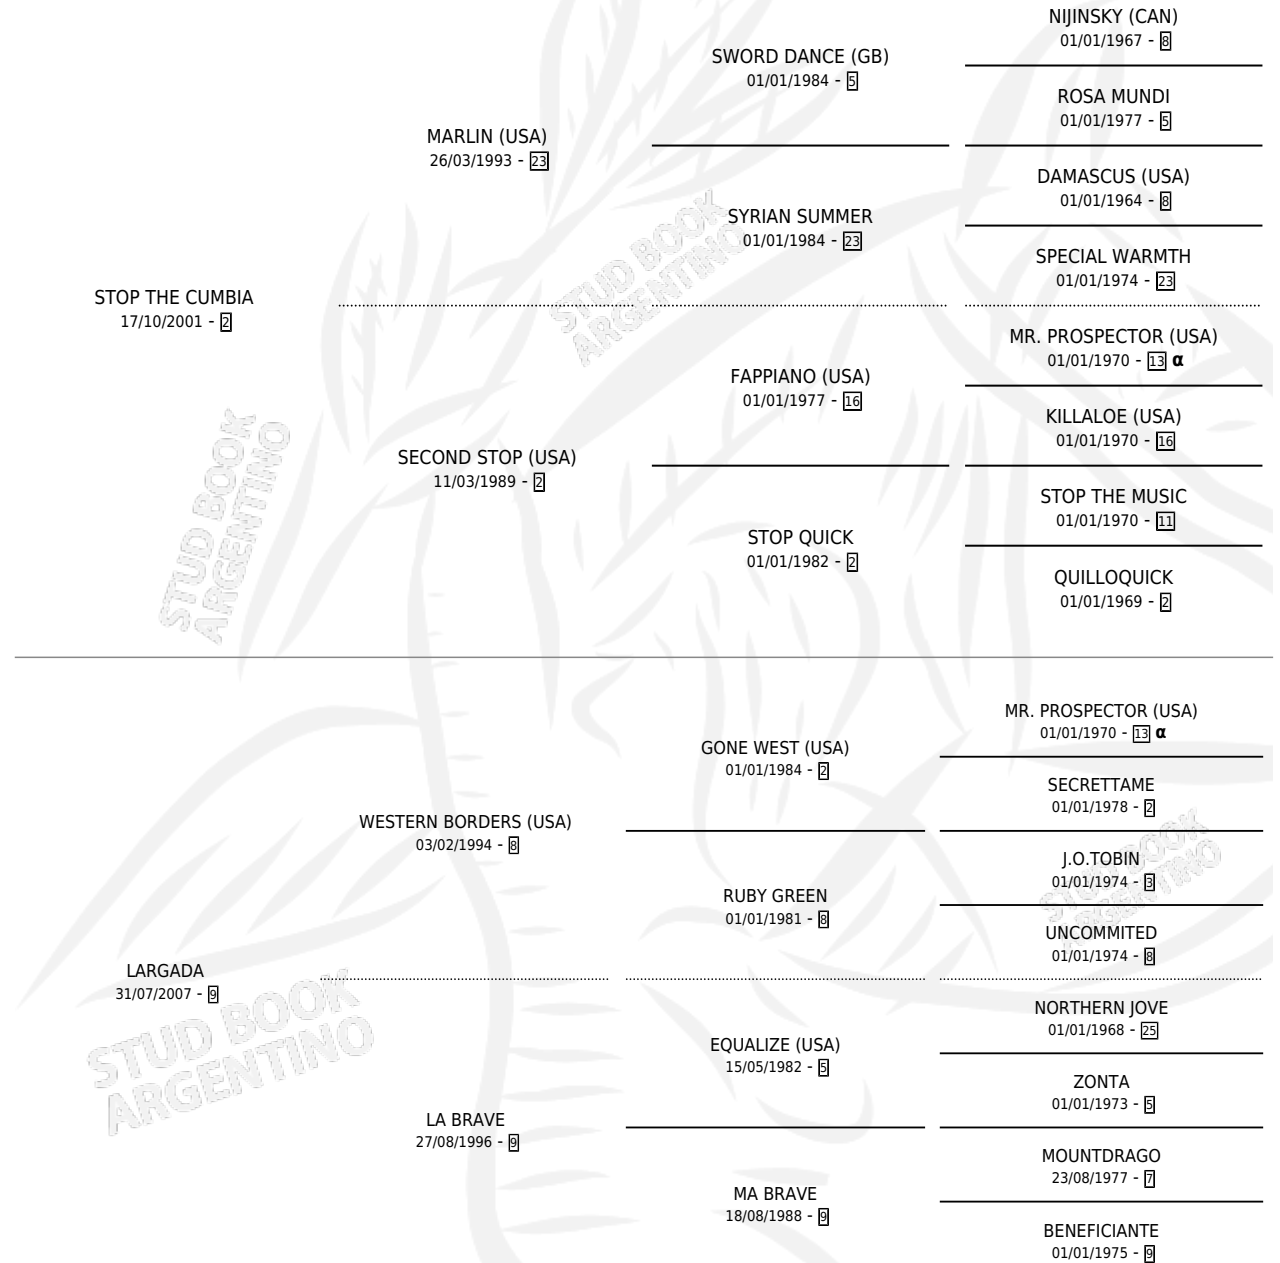 NIJINSKY (CAN)
01/01/1967 - 8
SWORD DANCE (GB)
01/01/1984 - 5
ROSA MUNDI
01/01/1977 - 5
MARLIN (USA)
26/03/1993 - 23
DAMASCUS (USA)
01/01/1964 - 8
SYRIAN SUMMER
01/01/1984 - 23
SPECIAL WARMTH
01/01/1974 - 23
STOP THE CUMBIA
17/10/2001 - 2
MR. PROSPECTOR (USA)
01/01/1970 - 13 α
FAPPIANO (USA)
01/01/1977 - 16
KILLALOE (USA)
01/01/1970 - 16
SECOND STOP (USA)
11/03/1989 - 2
STOP THE MUSIC
01/01/1970 - 11
STOP QUICK
01/01/1982 - 2
QUILLOQUICK
01/01/1969 - 2
STUD BOOK
ARGENTINO
STUD BOOK
ARGENTINO
MR. PROSPECTOR (USA)
01/01/1970 - 13 α
GONE WEST (USA)
01/01/1984 - 2
SECRETTAME
01/01/1978 - 2
WESTERN BORDERS (USA)
03/02/1994 - 8
J.O.TOBIN
01/01/1974 - 3
RUBY GREEN
01/01/1981 - 8
UNCOMMITED
01/01/1974 - 8
LARGADA
31/07/2007 - 9
NORTHERN JOVE
01/01/1968 - 25
EQUALIZE (USA)
15/05/1982 - 5
ZONTA
01/01/1973 - 5
LA BRAVE
27/08/1996 - 9
MOUNTDRAGO
23/08/1977 - 7
MA BRAVE
18/08/1988 - 9
BENEFICIANTE
01/01/1975 - 9
STUD BOOK
ARGENTINO
STUD BOOK
ARGENTINO